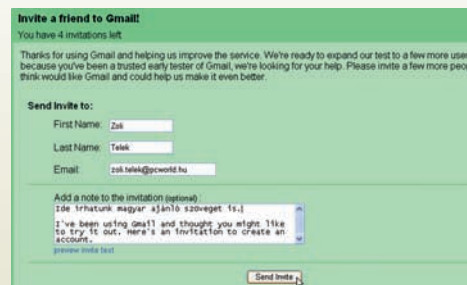 Invite a friend to Gmail!
You have 4 invitations left
Thanks for using Gmail and helping us improve the service. We're ready to expand our test to a few more user
because you've been a trusted early tester of Gmail, we're looking for your help. Please invite a few more peo
think would like Gmail and could help us make it even better.
Send Invite to:
First Name: Zoli
Last Name: Telek
Email: zoli.telek@pcworld.hu
Add a note to the invitation (optional) :
Ide írhatunk magyar ajánló szöveget is.
I've been using Gmail and thought you might like
to try it out. Here's an invitation to create an
account.
preview invite text
Send Invite